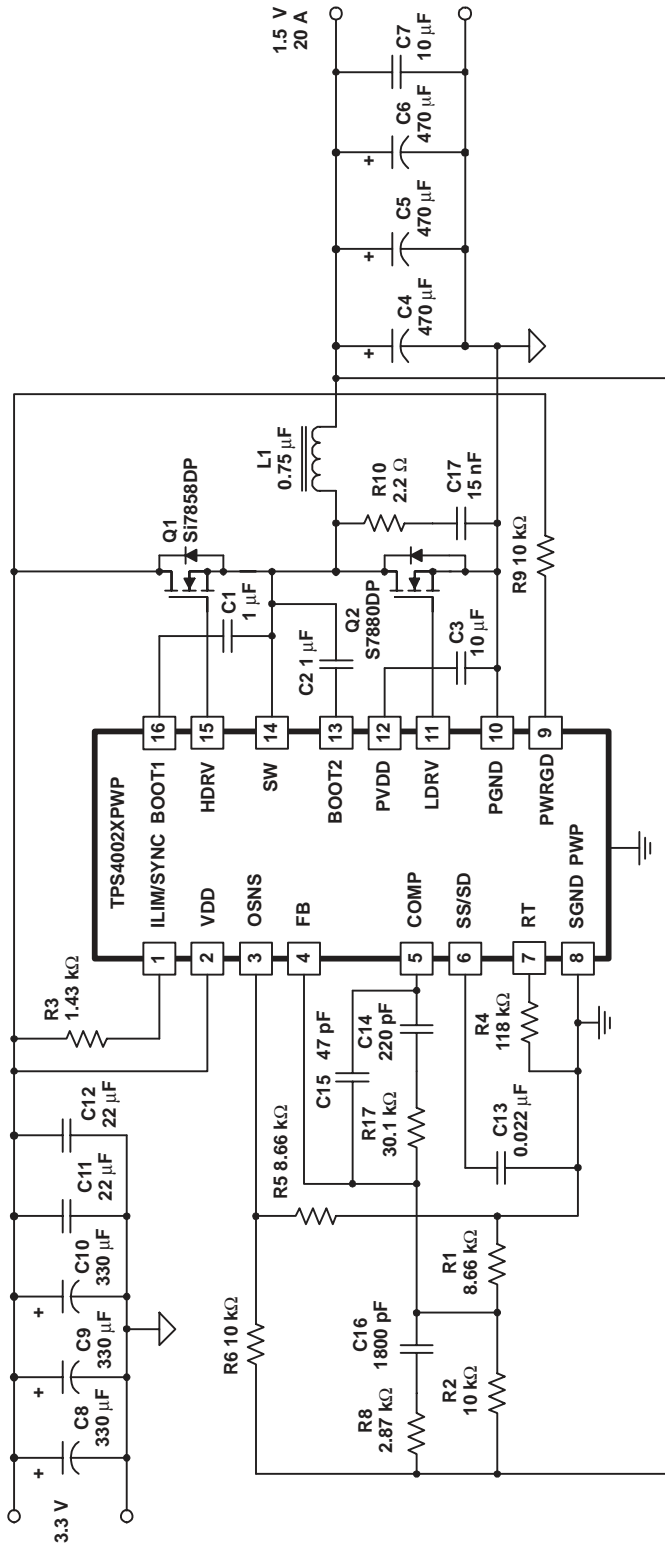 3.3 V
C8
330 μF
+
C9
330 μF
+
C10
330 μF
+
C11
22 μF
C12
22 μF
R3
1.43 kΩ
R6 10 kΩ
R5 8.66 kΩ
R8
2.87 kΩ
C16
1800 pF
R2
10 kΩ
R1
8.66 kΩ
C15
47 pF
R17
30.1 kΩ
C14
220 pF
C13
0.022 μF
R4
118 kΩ
TPS4002XPWP
1
ILIM/SYNC
BOOT1
16
2
VDD
HDRV
15
3
OSNS
SW
14
4
FB
BOOT2
13
PVDD
12
5
COMP
LDRV
11
6
SS/SD
PGND
10
7
RT
PWRGD
9
8
SGND
PWP
Q1
Si7858DP
C1
1 μF
C2 1 μF
Q2
S7880DP
C3
10 μF
R9 10 kΩ
L1
0.75 μF
R10
2.2 Ω
C17
15 nF
C4
470 μF
+
C5
470 μF
+
C6
470 μF
+
C7
10 μF
1.5 V
20 A